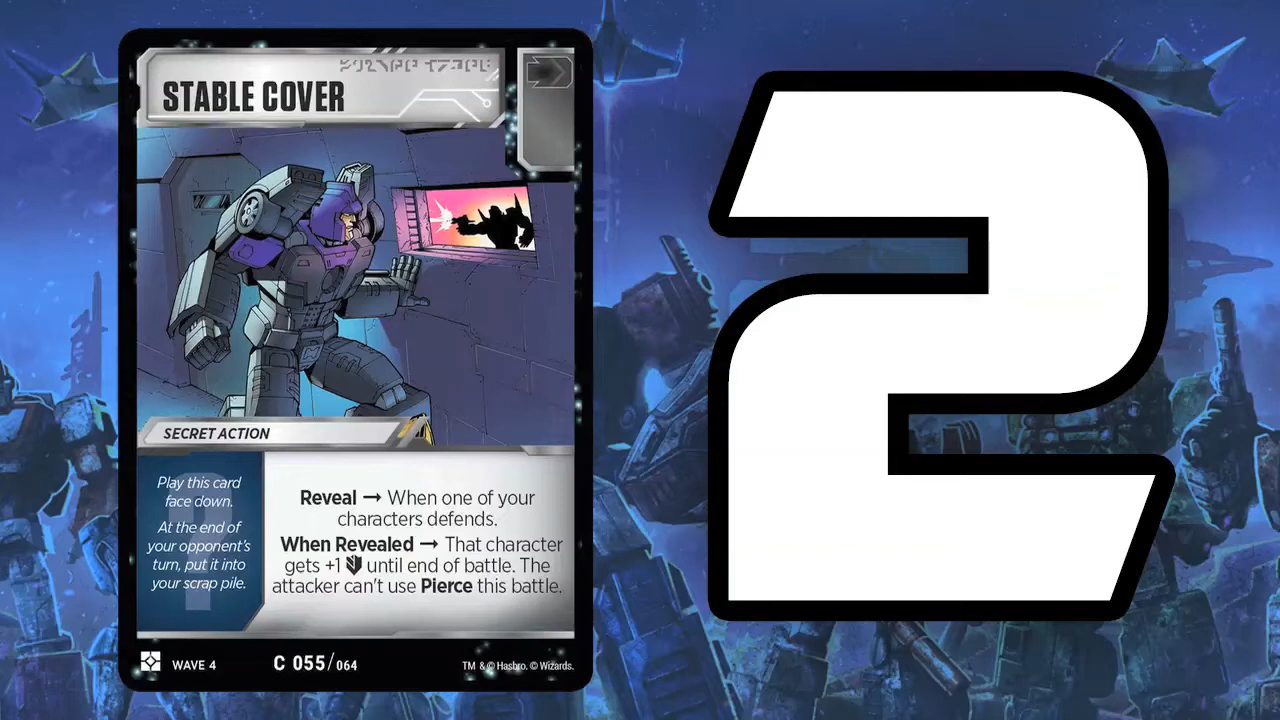 STABLE COVER
SECRET ACTION
Play this card
face down.
At the end of
your opponent's
turn, put it into
your scrap pile.
Reveal → When one of your
characters defends.
When Revealed → That character
gets +1 until end of battle. The
attacker can't use Pierce this battle.
WAVE 4
C 055/064
TM & © Hasbro. © Wizards.
2